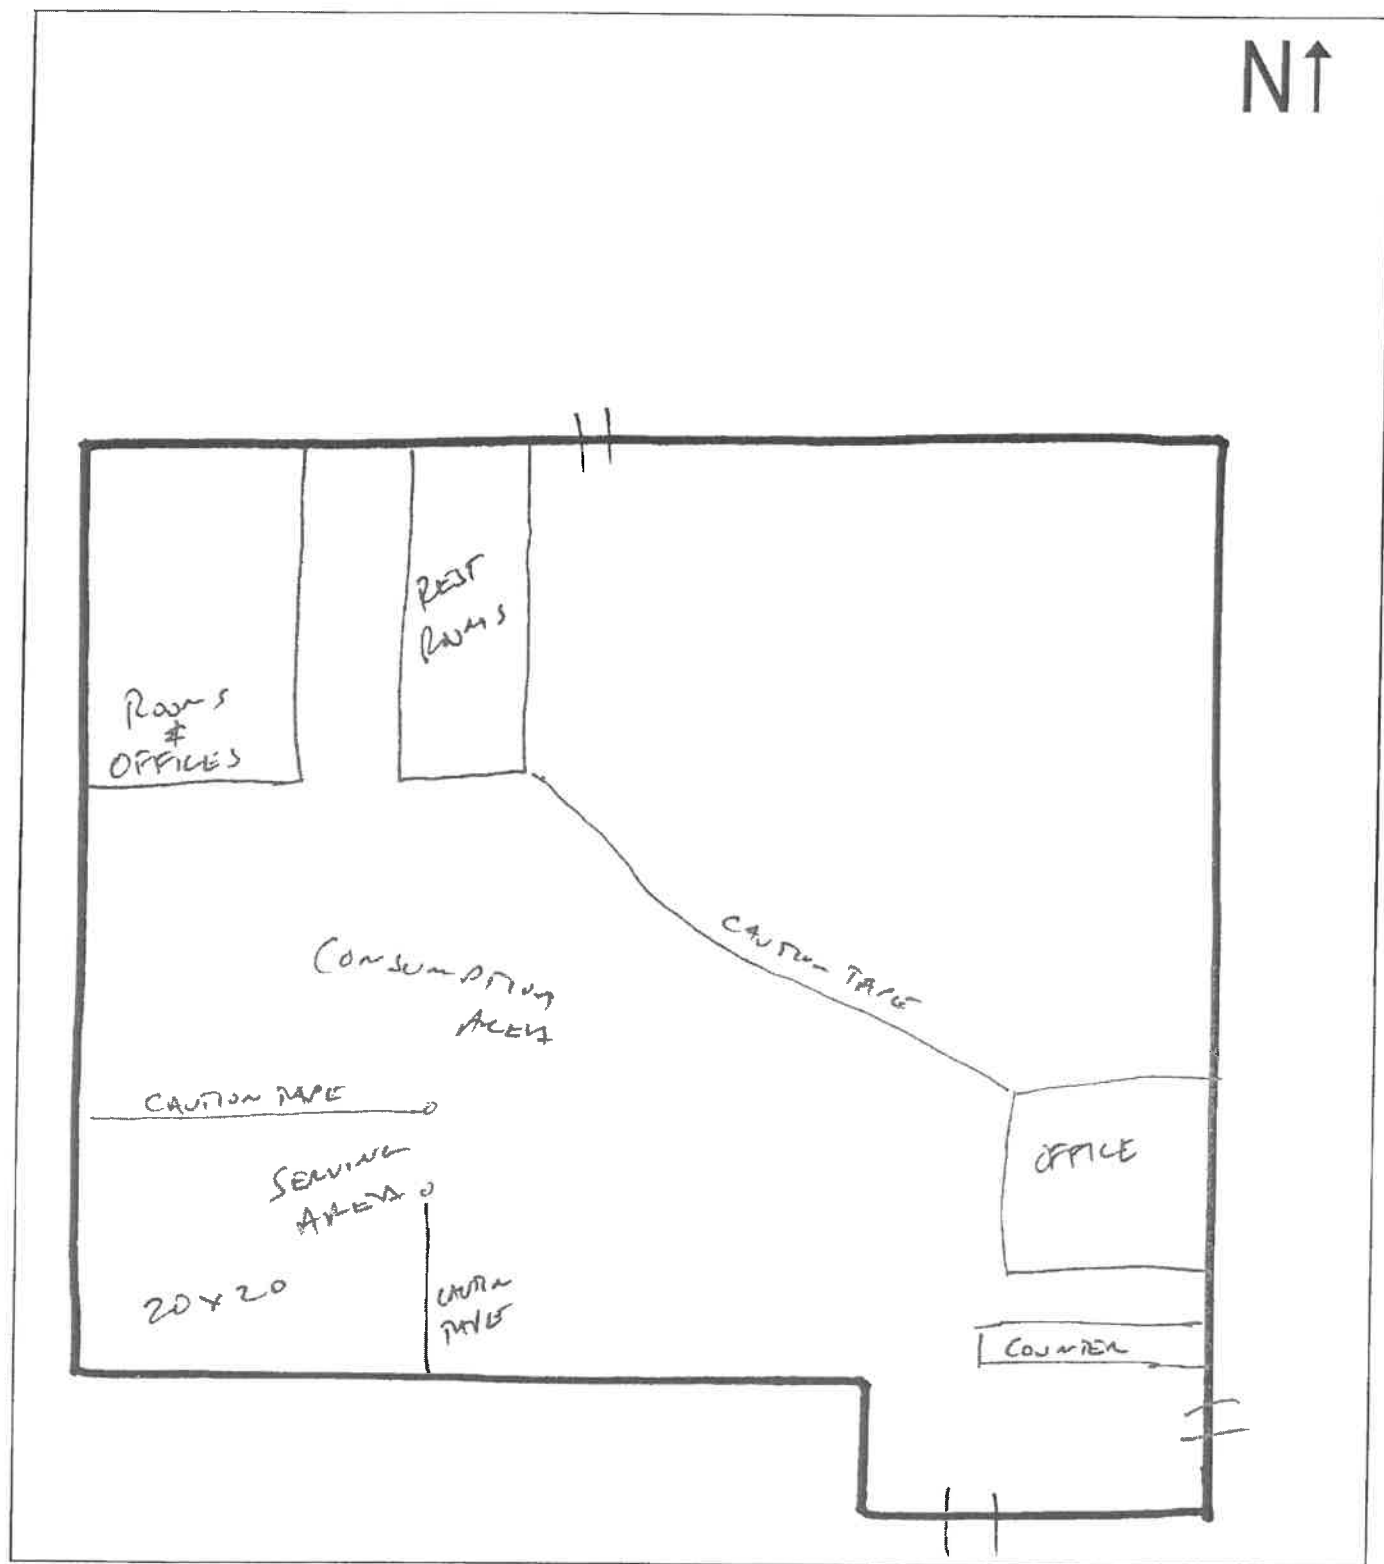 N↑
REST
ROOMS
ROOMS
&
OFFICES
CAUTION TAPE
CONSUMPTION
AREA
CAUTION TAPE
SERVING
AREA
OFFICE
20 x 20
CAUTION
TAPE
COUNTER